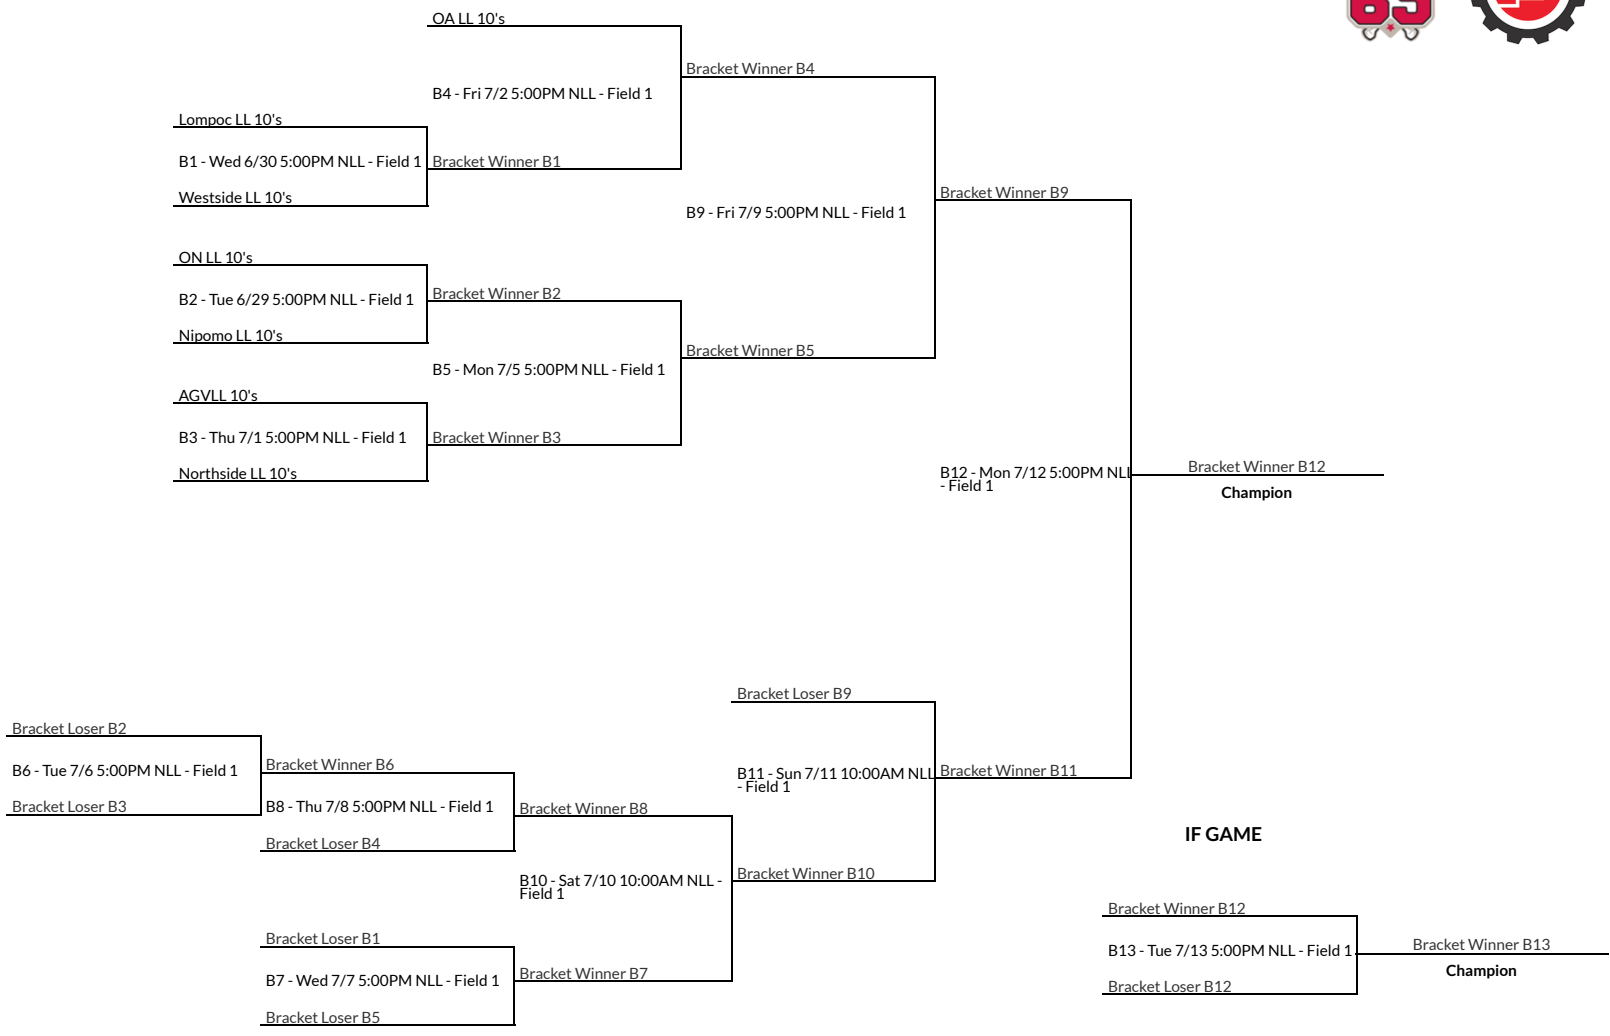 OA LL 10's
Bracket Winner B4
B4 - Fri 7/2 5:00PM NLL - Field 1
Lompoc LL 10's
B1 - Wed 6/30 5:00PM NLL - Field 1
Bracket Winner B1
Westside LL 10's
Bracket Winner B9
B9 - Fri 7/9 5:00PM NLL - Field 1
ON LL 10's
B2 - Tue 6/29 5:00PM NLL - Field 1
Bracket Winner B2
Nipomo LL 10's
Bracket Winner B5
B5 - Mon 7/5 5:00PM NLL - Field 1
AGVLL 10's
B3 - Thu 7/1 5:00PM NLL - Field 1
Bracket Winner B3
Northside LL 10's
B12 - Mon 7/12 5:00PM NLL
- Field 1
Bracket Winner B12
Champion
Bracket Loser B9
Bracket Loser B2
B6 - Tue 7/6 5:00PM NLL - Field 1
Bracket Winner B6
B11 - Sun 7/11 10:00AM NLL
- Field 1
Bracket Winner B11
Bracket Loser B3
B8 - Thu 7/8 5:00PM NLL - Field 1
Bracket Winner B8
Bracket Loser B4
IF GAME
B10 - Sat 7/10 10:00AM NLL -
Field 1
Bracket Winner B10
Bracket Winner B12
Bracket Loser B1
B13 - Tue 7/13 5:00PM NLL - Field 1
Bracket Winner B13
Champion
B7 - Wed 7/7 5:00PM NLL - Field 1
Bracket Winner B7
Bracket Loser B12
Bracket Loser B5